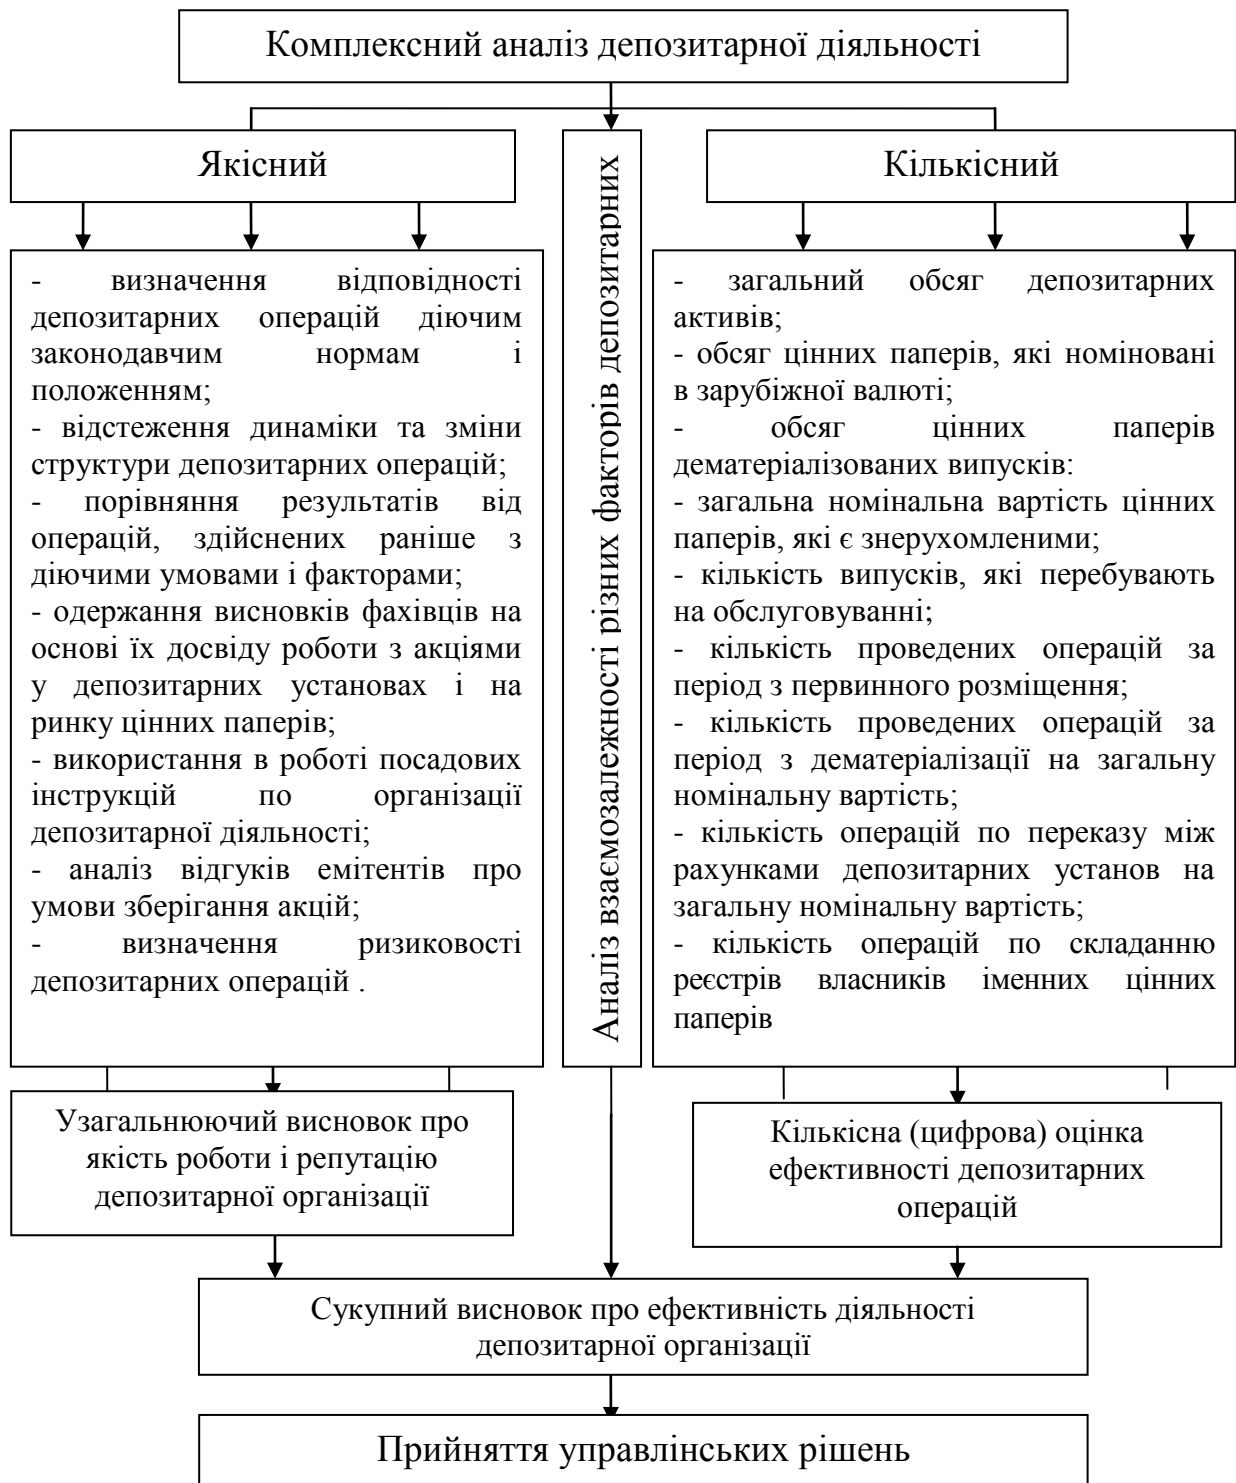 Комплексний аналіз депозитарної діяльності
Якісний
- визначення відповідності
депозитарних операцій діючим
законодавчим нормам і
положенням;
- відстеження динаміки та зміни
структури депозитарних операцій;
- порівняння результатів від
операцій, здійснених раніше з
діючими умовами і факторами;
- одержання висновків фахівців на
основі їх досвіду роботи з акціями
у депозитарних установах і на
ринку цінних паперів;
- використання в роботі посадових
інструкцій по організації
депозитарної діяльності;
- аналіз відгуків емітентів про
умови зберігання акцій;
- визначення ризиковості
депозитарних операцій .
Аналіз взаємозалежності різних факторів депозитарних
Кількісний
- загальний обсяг депозитарних
активів;
- обсяг цінних паперів, які номіновані
в зарубіжної валюті;
- обсяг цінних паперів
дематеріалізованих випусків:
- загальна номінальна вартість цінних
паперів, які є знерухомленими;
- кількість випусків, які перебувають
на обслуговуванні;
- кількість проведених операцій за
період з первинного розміщення;
- кількість проведених операцій за
період з дематеріалізації на загальну
номінальну вартість;
- кількість операцій по переказу між
рахунками депозитарних установ на
загальну номінальну вартість;
- кількість операцій по складанню
реєстрів власників іменних цінних
паперів
Узагальнюючий висновок про
якість роботи і репутацію
депозитарної організації
Кількісна (цифрова) оцінка
ефективності депозитарних
операцій
Сукупний висновок про ефективність діяльності
депозитарної організації
Прийняття управлінських рішень